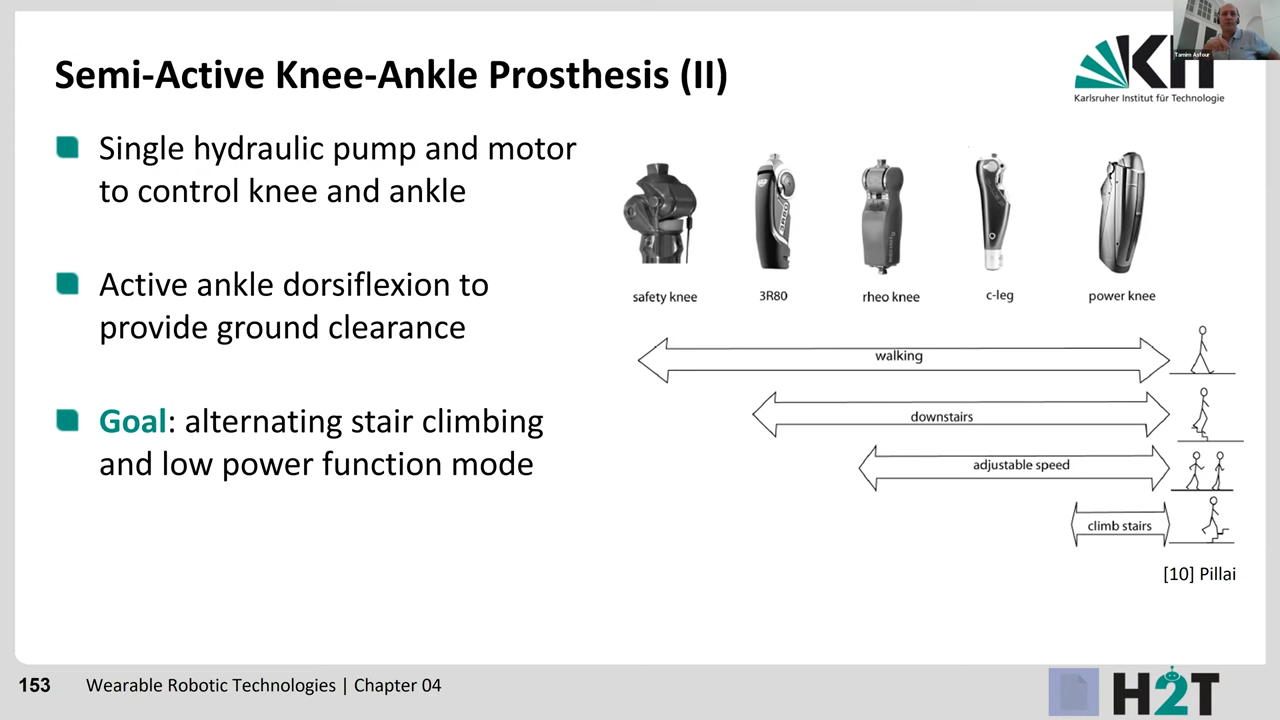 Semi-Active Knee-Ankle Prosthesis (II)
KIT
Karlsruher Institut für Technologie
Tamim Asfour
Single hydraulic pump and motor
to control knee and ankle
Active ankle dorsiflexion to
provide ground clearance
Goal: alternating stair climbing
and low power function mode
safety knee
3R80
rheo knee
c-leg
power knee
walking
downstairs
adjustable speed
climb stairs
[10] Pillai
153
Wearable Robotic Technologies | Chapter 04
H2T